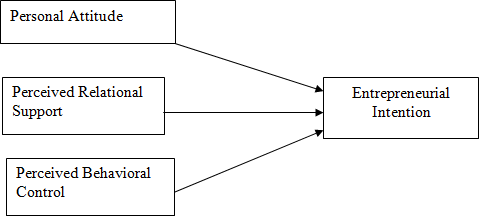 Personal Attitude
Perceived Relational
Support
Entrepreneurial
Intention
Perceived Behavioral
Control